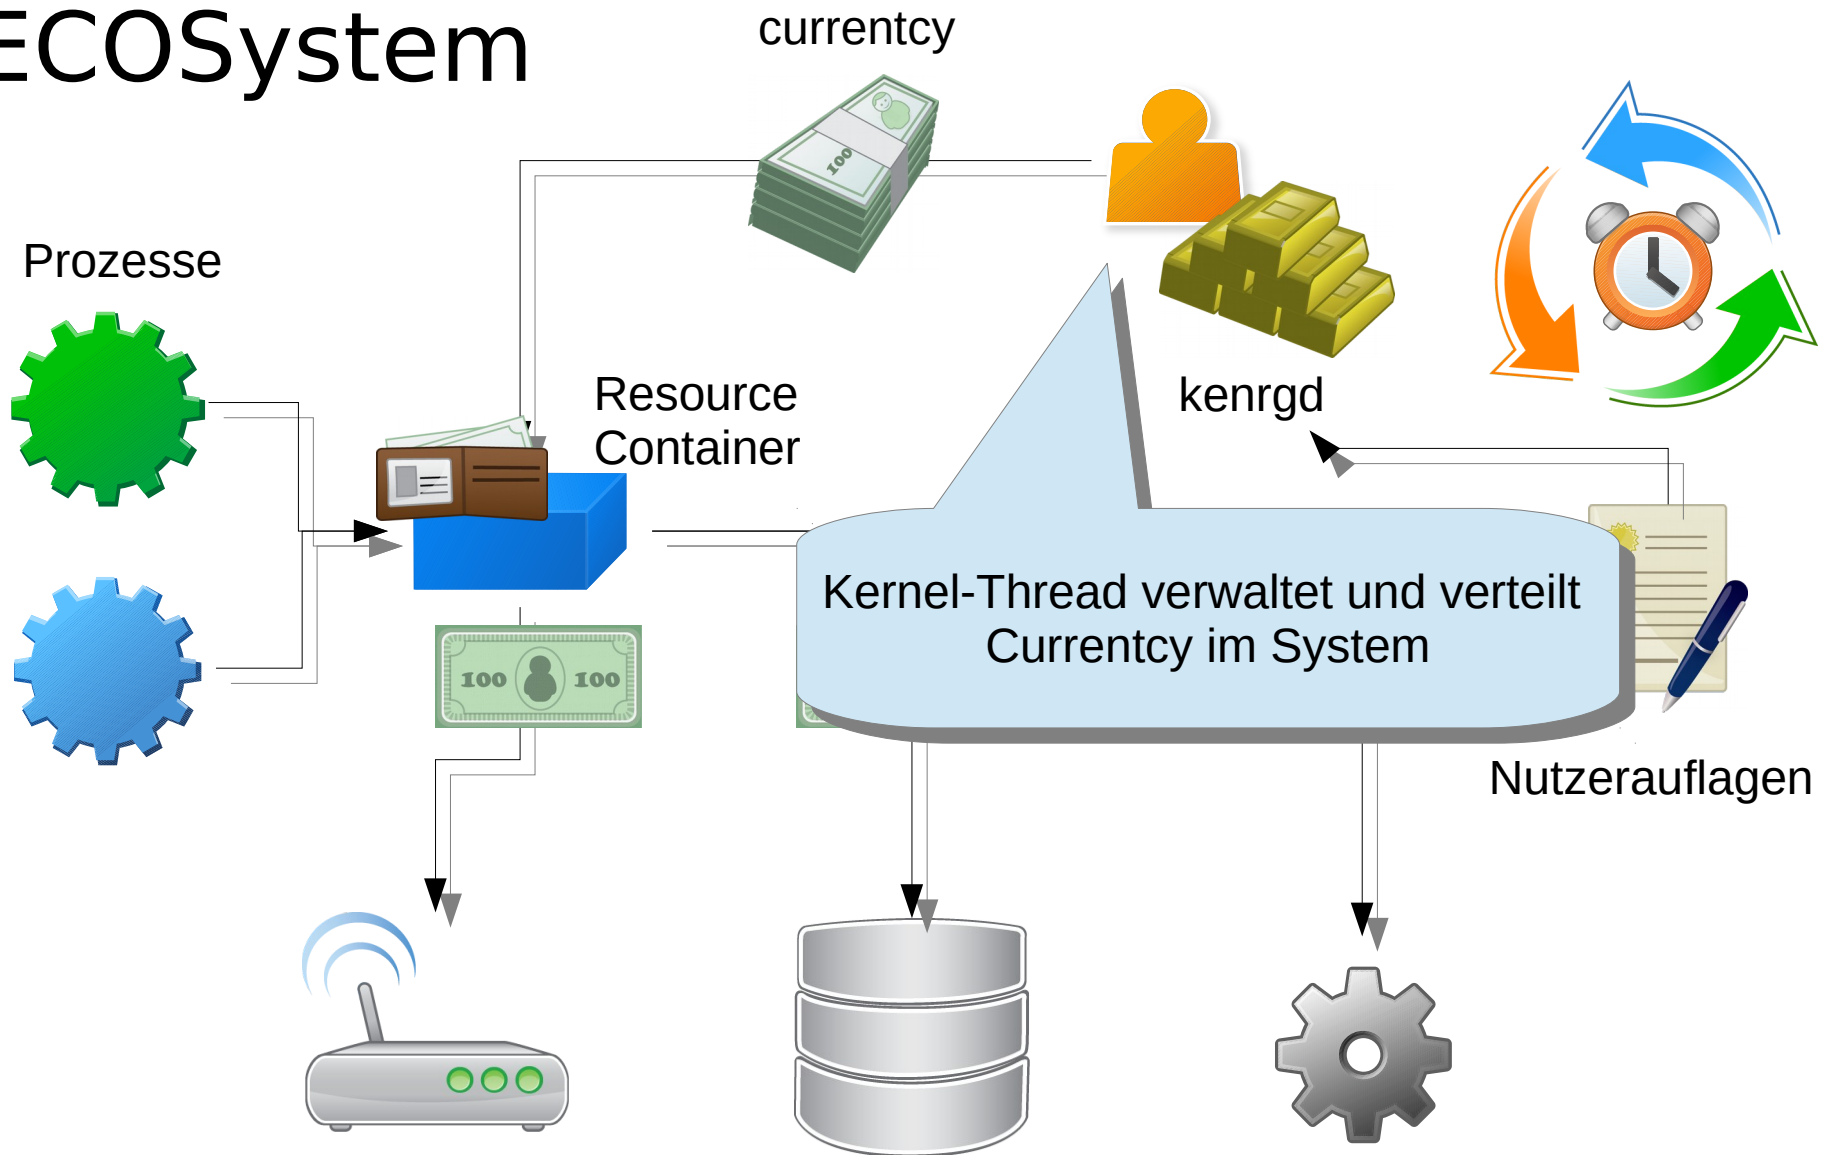 ECOSystem
currentcy
Prozesse
Resource
Container
kenrgd
100
Kernel-Thread verwaltet und verteilt
Currentcy im System
100 100
Nutzerauflagen